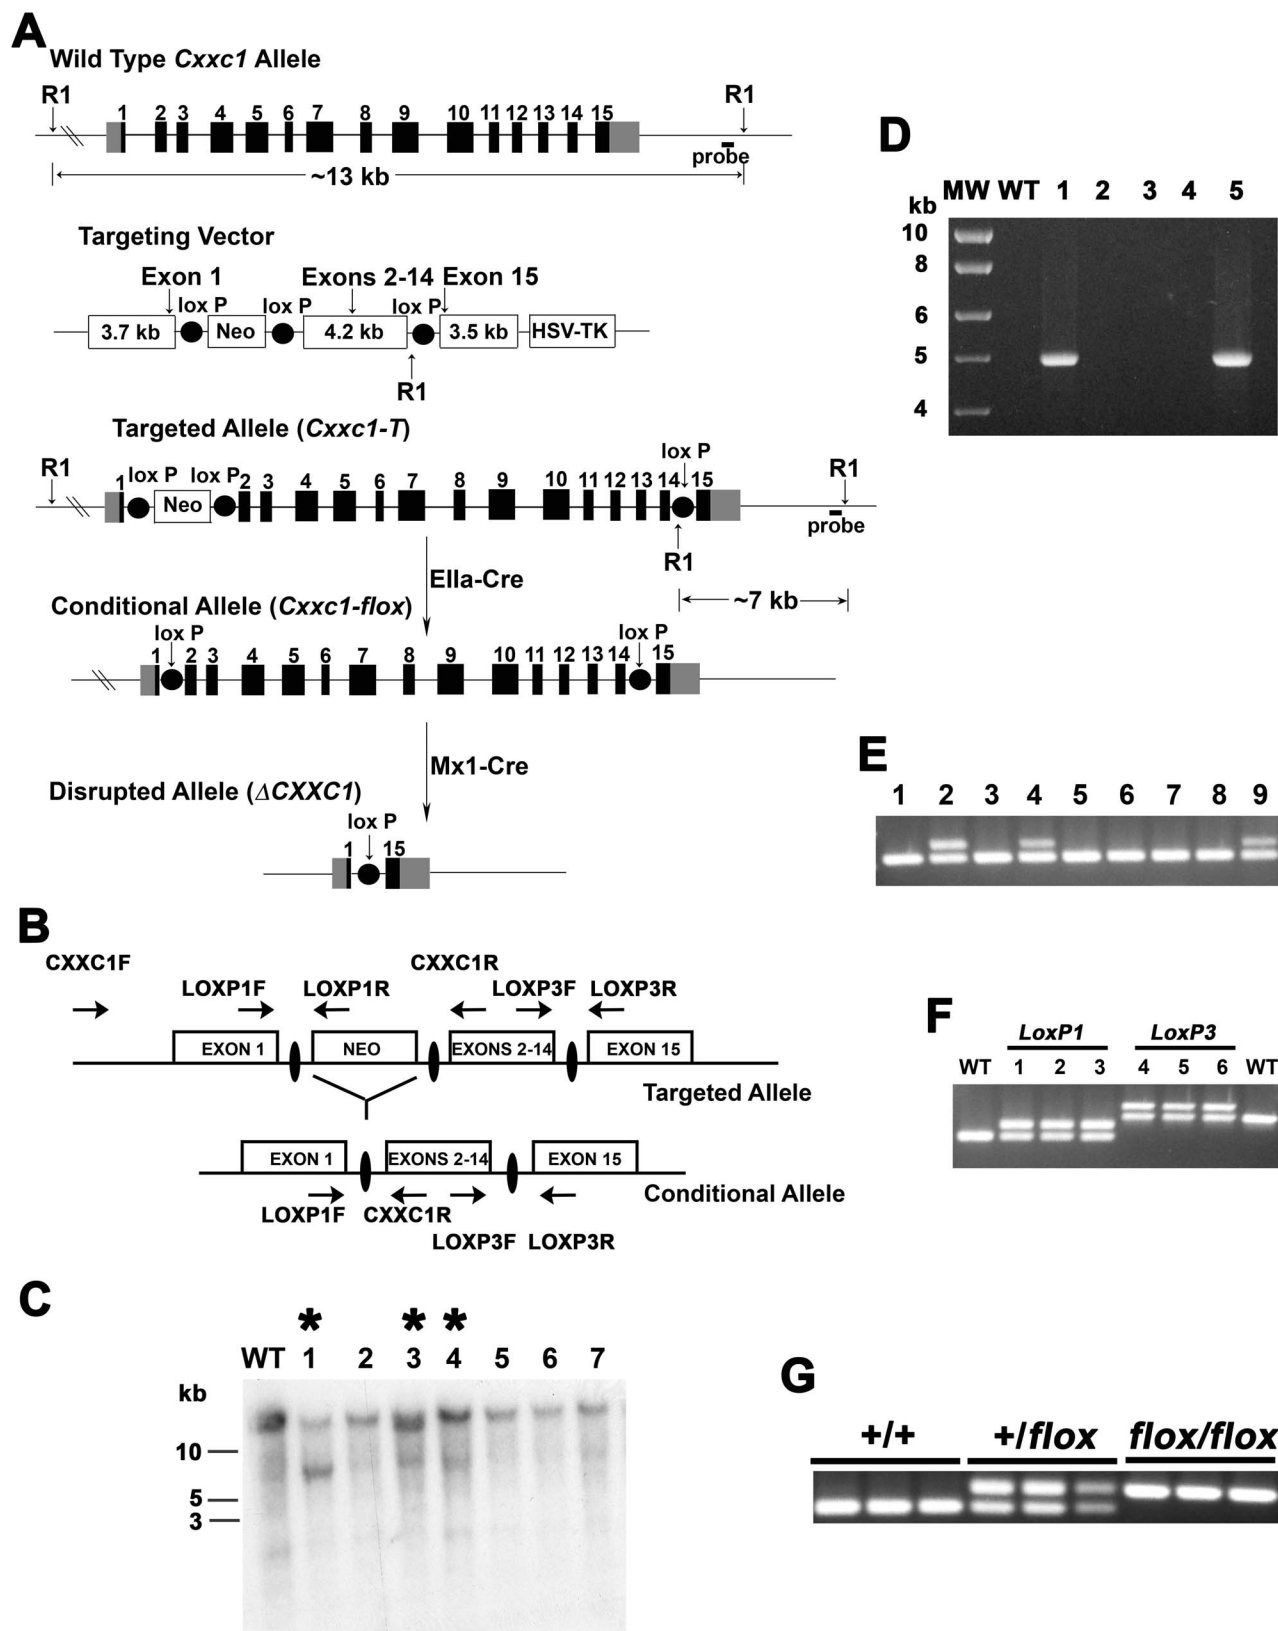 A
Wild Type Cxxc1 Allele
R1 R1
1 2 3 4 5 6 7 8 9 10 11 12 13 14 15
probe
~13 kb
Targeting Vector
Exon 1 Exons 2-14 Exon 15
lox P lox P lox P
3.7 kb Neo 4.2 kb 3.5 kb HSV-TK
R1
Targeted Allele (Cxxc1-T)
R1 lox P lox P lox P R1
1 Neo 2 3 4 5 6 7 8 9 10 11 12 13 14 15
probe
R1
EIIa-Cre
~7 kb
Conditional Allele (Cxxc1-flox)
lox P lox P
1 2 3 4 5 6 7 8 9 10 11 12 13 14 15
Mx1-Cre
Disrupted Allele (ΔCXXC1)
lox P
1 15
B
CXXC1F CXXC1R
LOXP1F LOXP1R LOXP3F LOXP3R
EXON 1 NEO EXONS 2-14 EXON 15
Targeted Allele
EXON 1 EXONS 2-14 EXON 15
Conditional Allele
LOXP1F CXXC1R
LOXP3F LOXP3R
C
* * *
WT 1 2 3 4 5 6 7
kb
10
5
3
D
MW WT 1 2 3 4 5
kb
10
8
6
5
4
E
1 2 3 4 5 6 7 8 9
F
LoxP1 LoxP3
WT 1 2 3 4 5 6 WT
G
+/+ +/flox flox/flox